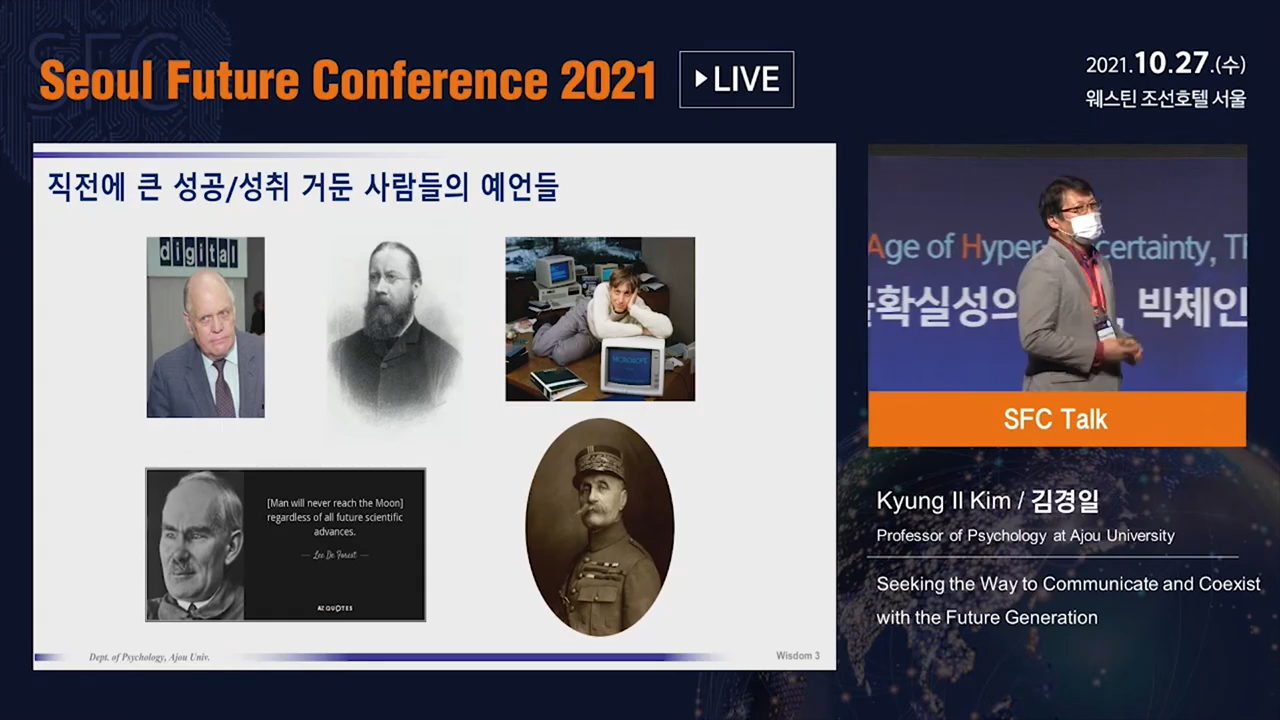 SFC
Seoul Future Conference 2021
LIVE
2021.10.27.(수)
웨스틴 조선호텔 서울
직전에 큰 성공/성취 거둔 사람들의 예언들
digital
MICROSOFT
[Man will never reach the Moon]
regardless of all future scientific
advances.
— Lee De Forest —
AZ QUOTES
Dept. of Psychology, Ajou Univ.
Wisdom 3
Age of Hyper-
certainty, Th
불확실성의
, 빅체인
SFC Talk
Kyung Il Kim / 김경일
Professor of Psychology at Ajou University
Seeking the Way to Communicate and Coexist
with the Future Generation